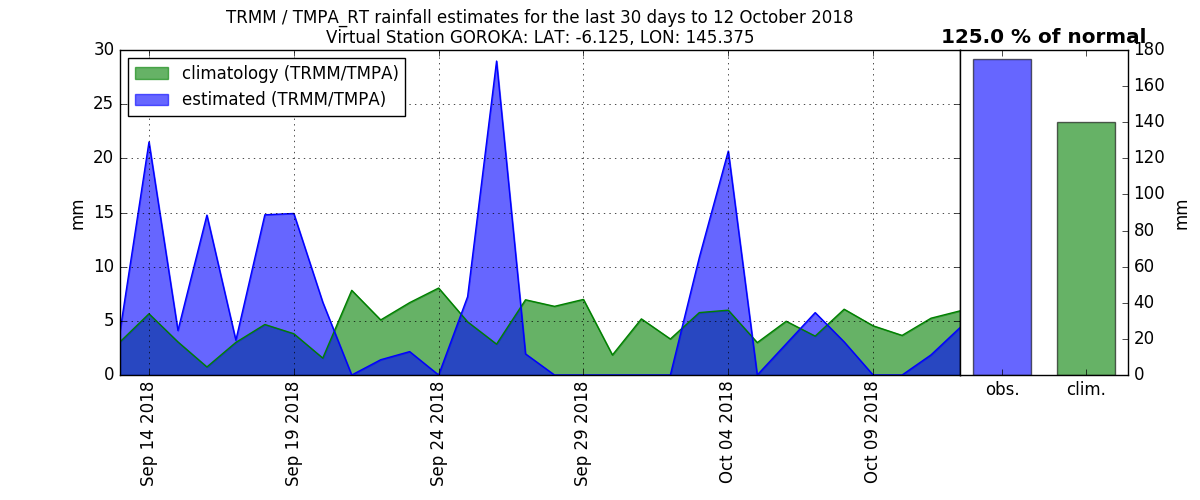 TRMM / TMPA_RT rainfall estimates for the last 30 days to 12 October 2018
Virtual Station GOROKA: LAT: -6.125, LON: 145.375
125.0 % of normal
climatology (TRMM/TMPA)
estimated (TRMM/TMPA)
30
25
20
15
10
5
0
mm
Sep 14 2018
Sep 19 2018
Sep 24 2018
Sep 29 2018
Oct 04 2018
Oct 09 2018
obs.
clim.
180
160
140
120
100
80
60
40
20
0
mm